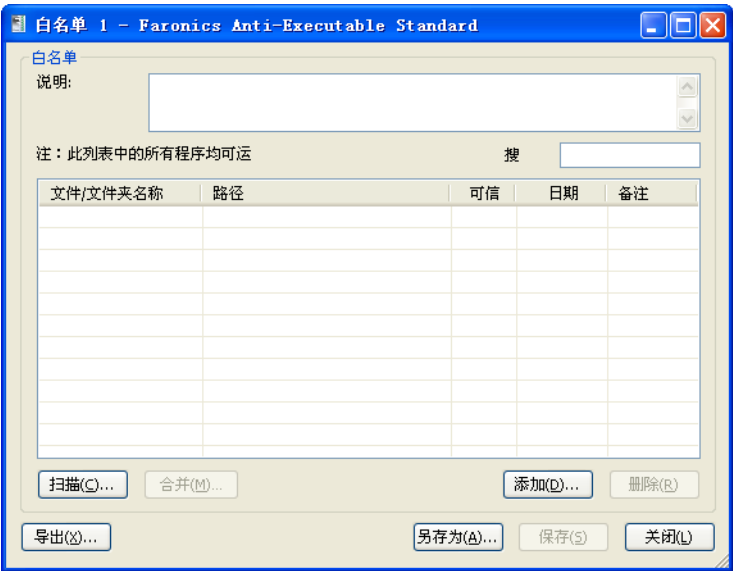 白名单 1 - Faronics Anti-Executable Standard
白名单
说明:
注：此列表中的所有程序均可运
搜
文件/文件夹名称 路径 可信 日期 备注
扫描(C)... 合并(M)... 添加(D)... 删除(R)
导出(X)... 另存为(A)... 保存(S) 关闭(L)